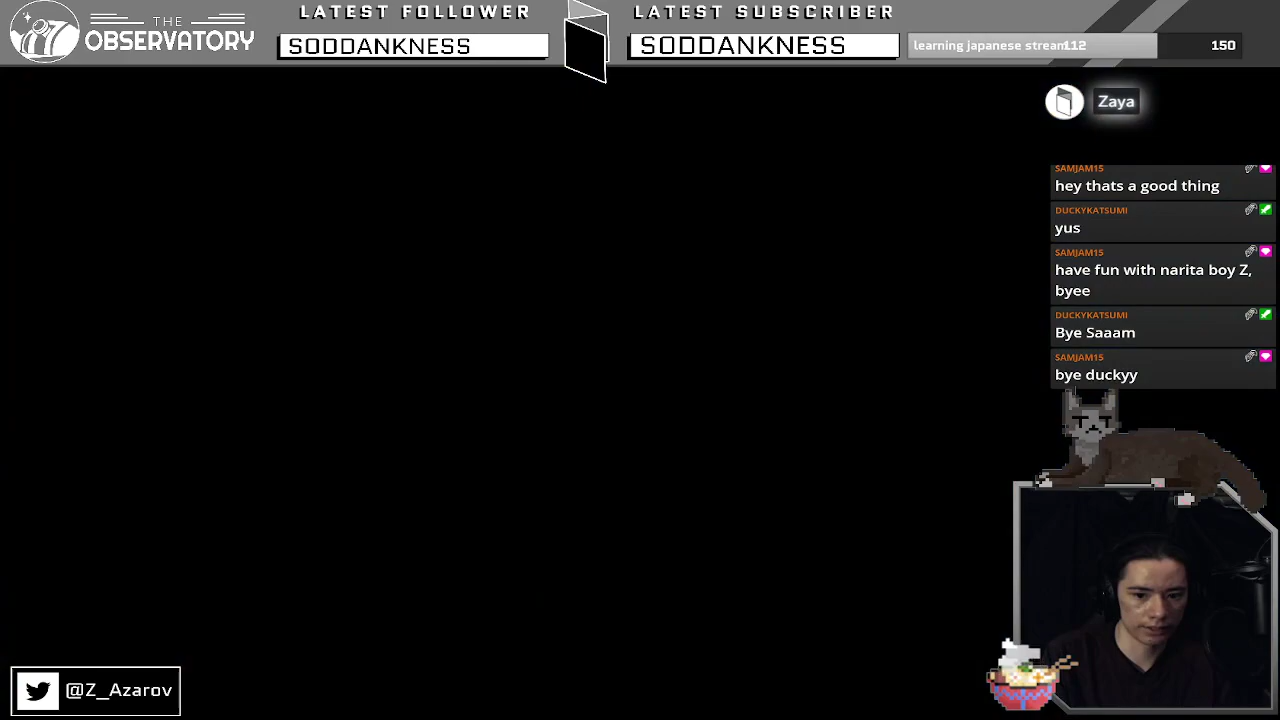 THE
OBSERVATORY
LATEST FOLLOWER
SODDANKNESS
LATEST SUBSCRIBER
SODDANKNESS
learning japanese stream 112 150
Zaya
SAMJAM15
hey thats a good thing
DUCKYKATSUMI
yus
SAMJAM15
have fun with narita boy Z,
byee
DUCKYKATSUMI
Bye Saaam
SAMJAM15
bye duckyy
@Z_Azarov